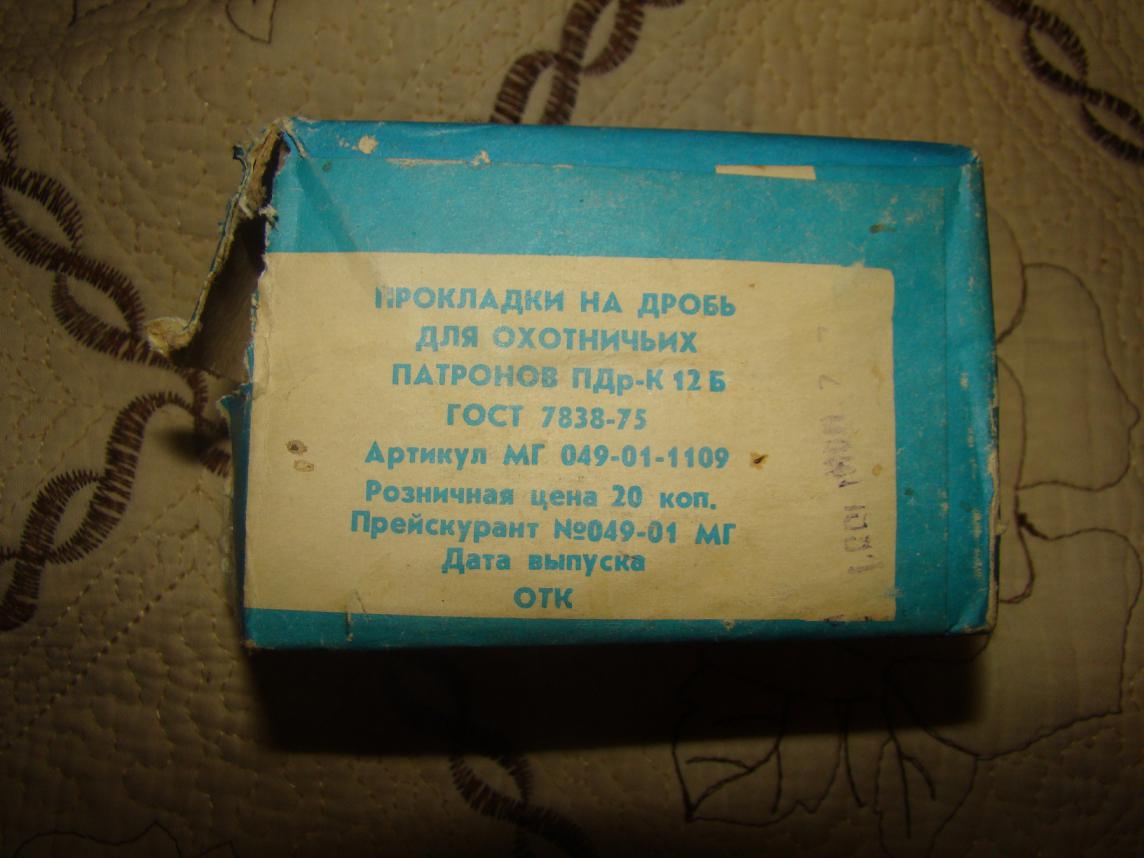 ПРОКЛАДКИ НА ДРОБЬ
ДЛЯ ОХОТНИЧЬИХ
ПАТРОНОВ ПДр-К 12 Б
ГОСТ 7838-75
Артикул МГ 049-01-1109
Розничная цена 20 коп.
Прейскурант №049-01 МГ
Дата выпуска
ОТК